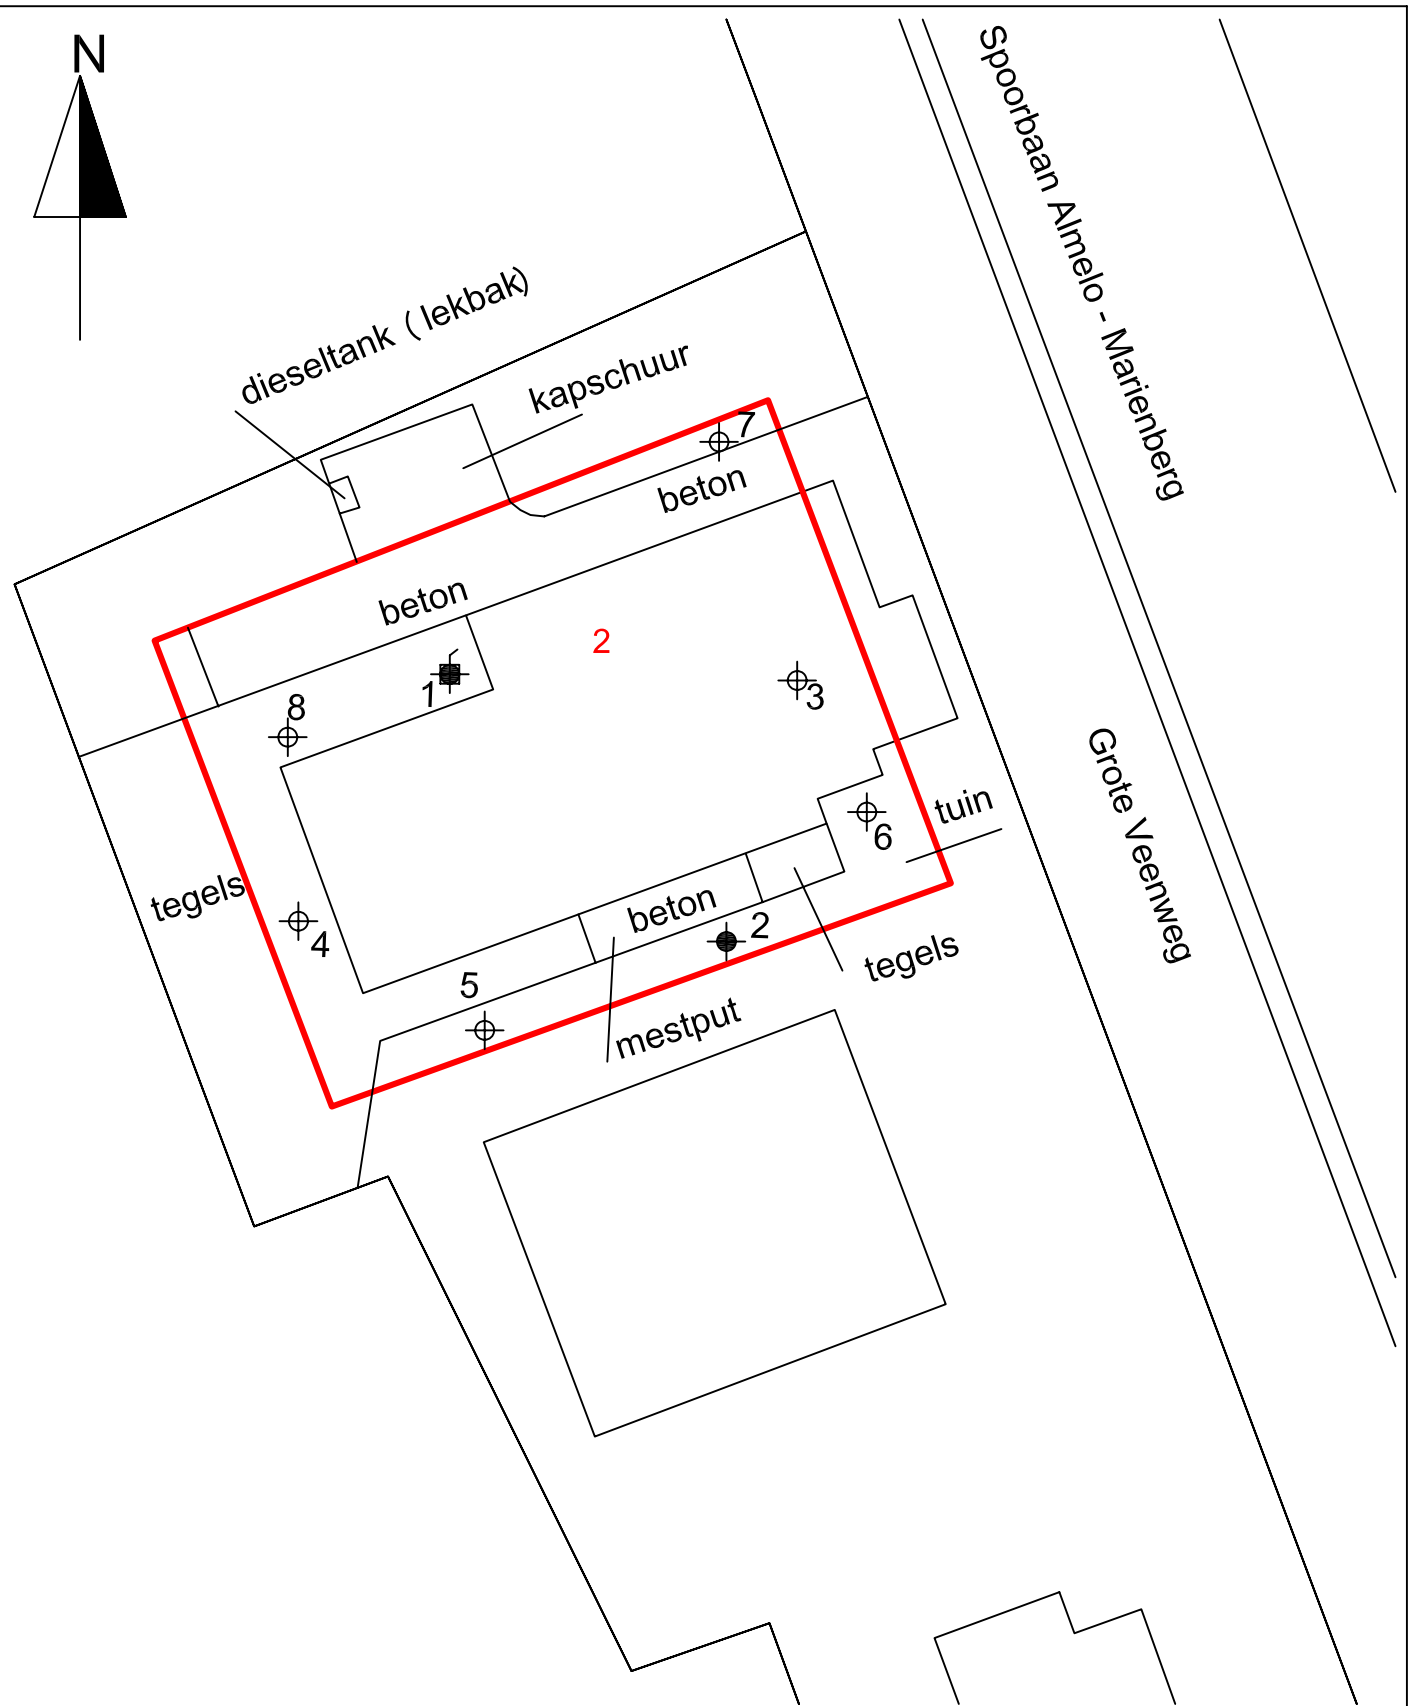 N
Spoorbaan Almelo - Marienberg
dieseltank ( lekbak)
kapschuur
7
beton
beton
2
1
3
8
tuin
6
Grote Veenweg
tegels
beton
2
4
tegels
5
mestput